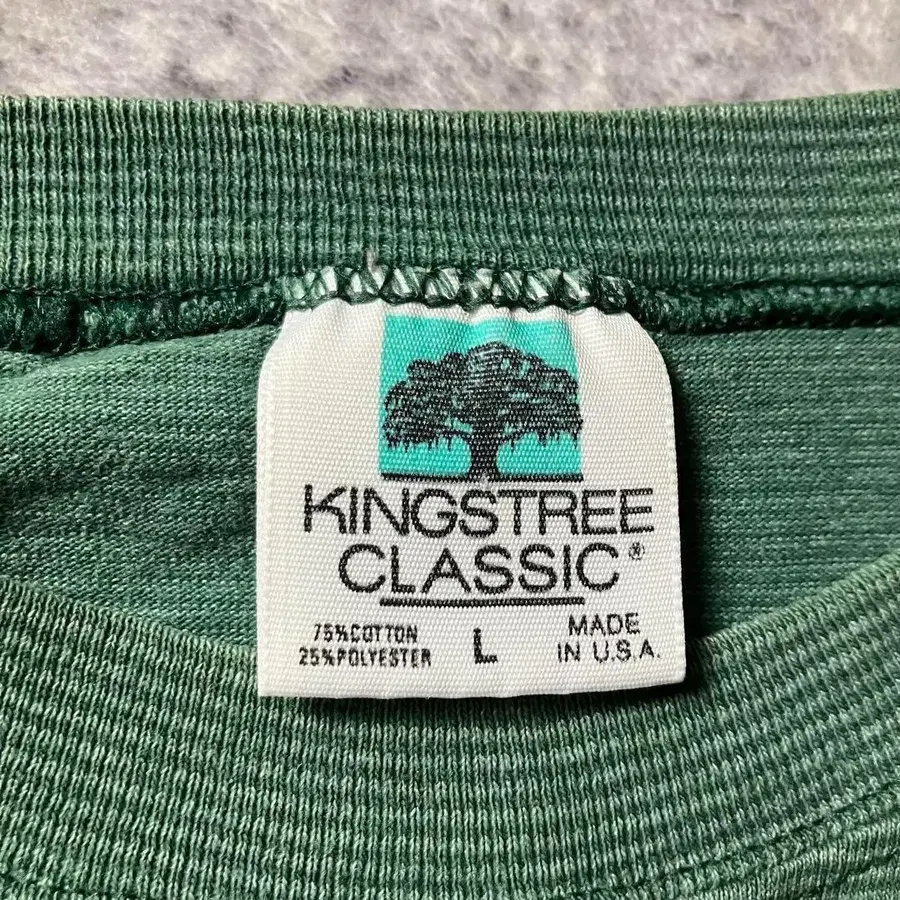 KINGSTREE
CLASSIC®
75%COTTON
25%POLYESTER
L
MADE
IN U.S.A.